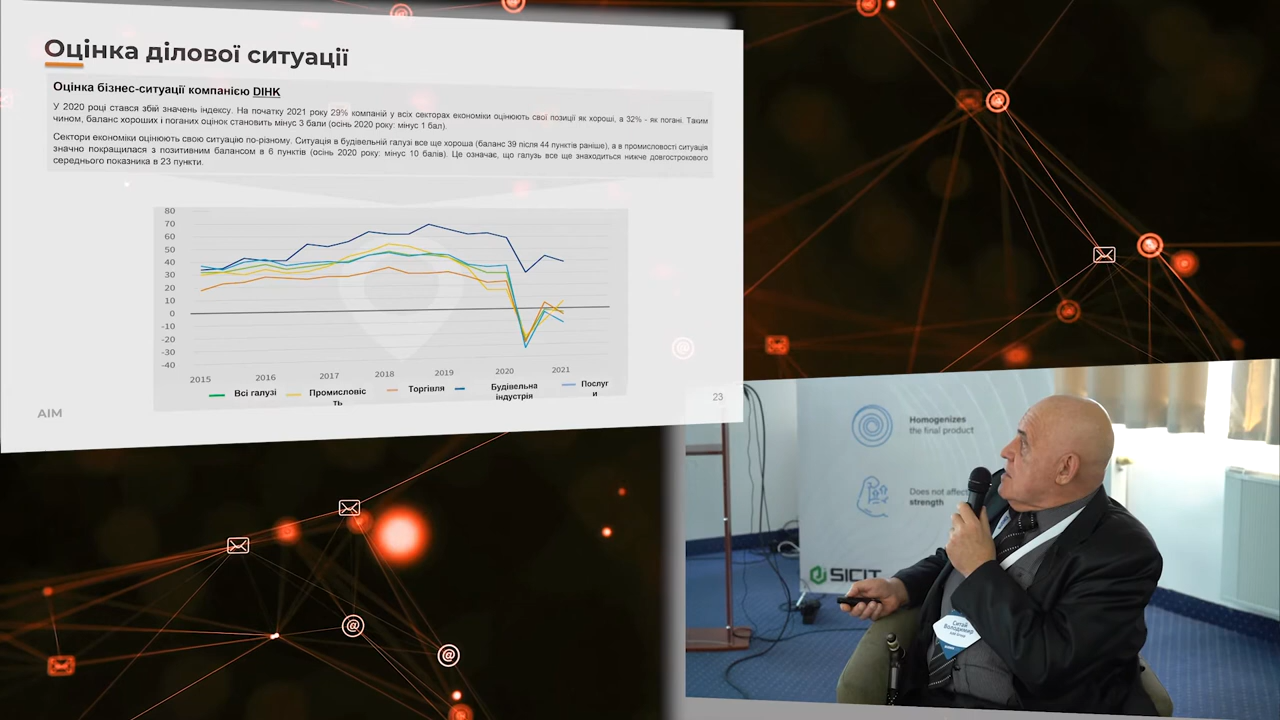 Оцінка ділової ситуації
Оцінка бізнес-ситуації компанією DIHK
У 2020 році стався збій значень індексу. На початку 2021 року 29% компаній у всіх секторах економіки оцінюють свої позиції як хороші, а 32% - як погані. Таким
чином, баланс хороших і поганих оцінок становить мінус 3 бали (осінь 2020 року: мінус 1 бал).
Сектори економіки оцінюють свою ситуацію по-різному. Ситуація в будівельній галузі все ще хороша (баланс 39 після 44 пунктів раніше), а в промисловості ситуація
значно покращилася з позитивним балансом в 6 пунктів (осінь 2020 року: мінус 10 балів). Це означає, що галузь все ще знаходиться нижче довгострокового
середнього показника в 23 пункти.
80
70
60
50
40
30
20
10
0
-10
-20
-30
-40
2015 2016 2017 2018 2019 2020 2021
Всі галузі Промисловіс
ть Торгівля Будівельна
індустрія Послуг
и
AIM
23
Homogenizes
the final product
Does not affect
strength
SICIT
Ситай
Володимир